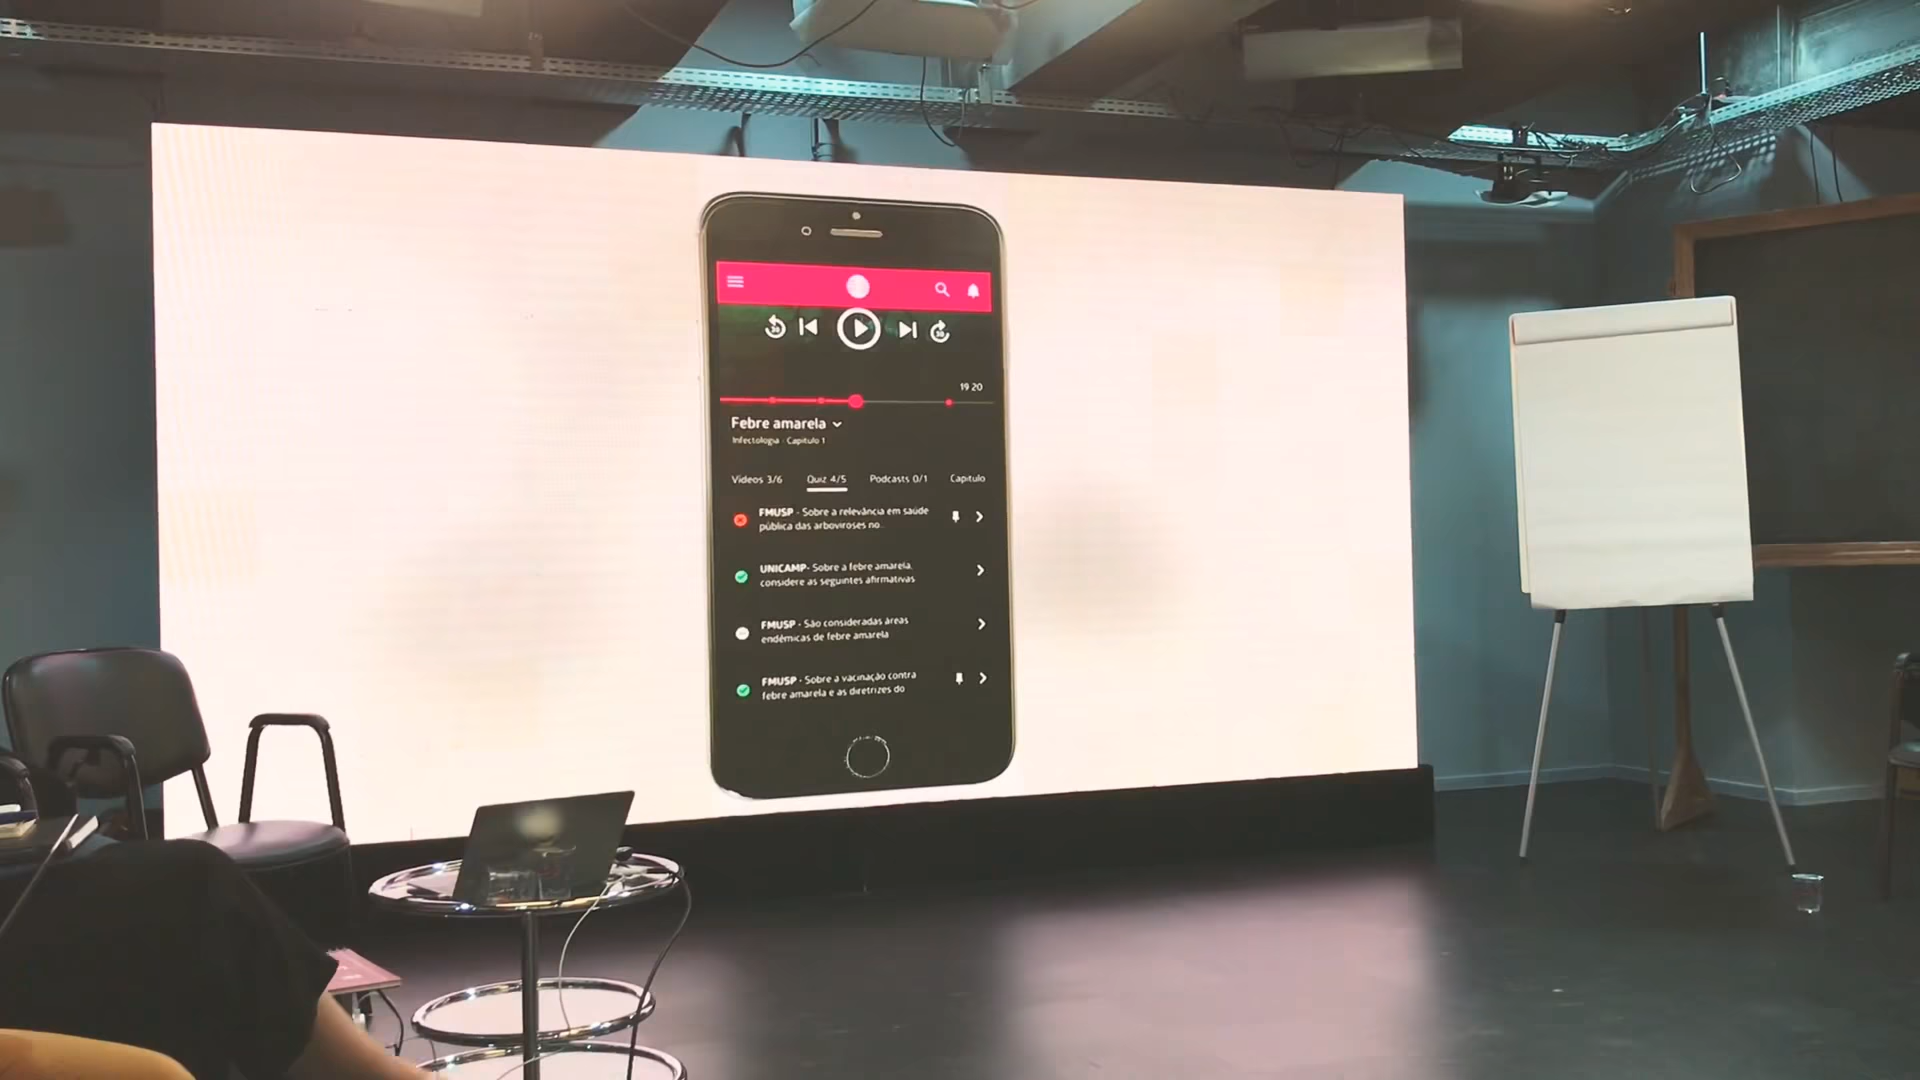 30
30
19 20
Febre amarela
Infectologia · Capítulo 1
Vídeos 3/6 Quiz 4/5 Podcasts 0/1 Capítulo
FMUSP - Sobre a relevância em saúde
pública das arboviroses no..
UNICAMP- Sobre a febre amarela,
considere as seguintes afirmativas
FMUSP - São consideradas áreas
endêmicas de febre amarela
FMUSP - Sobre a vacinação contra
febre amarela e as diretrizes do